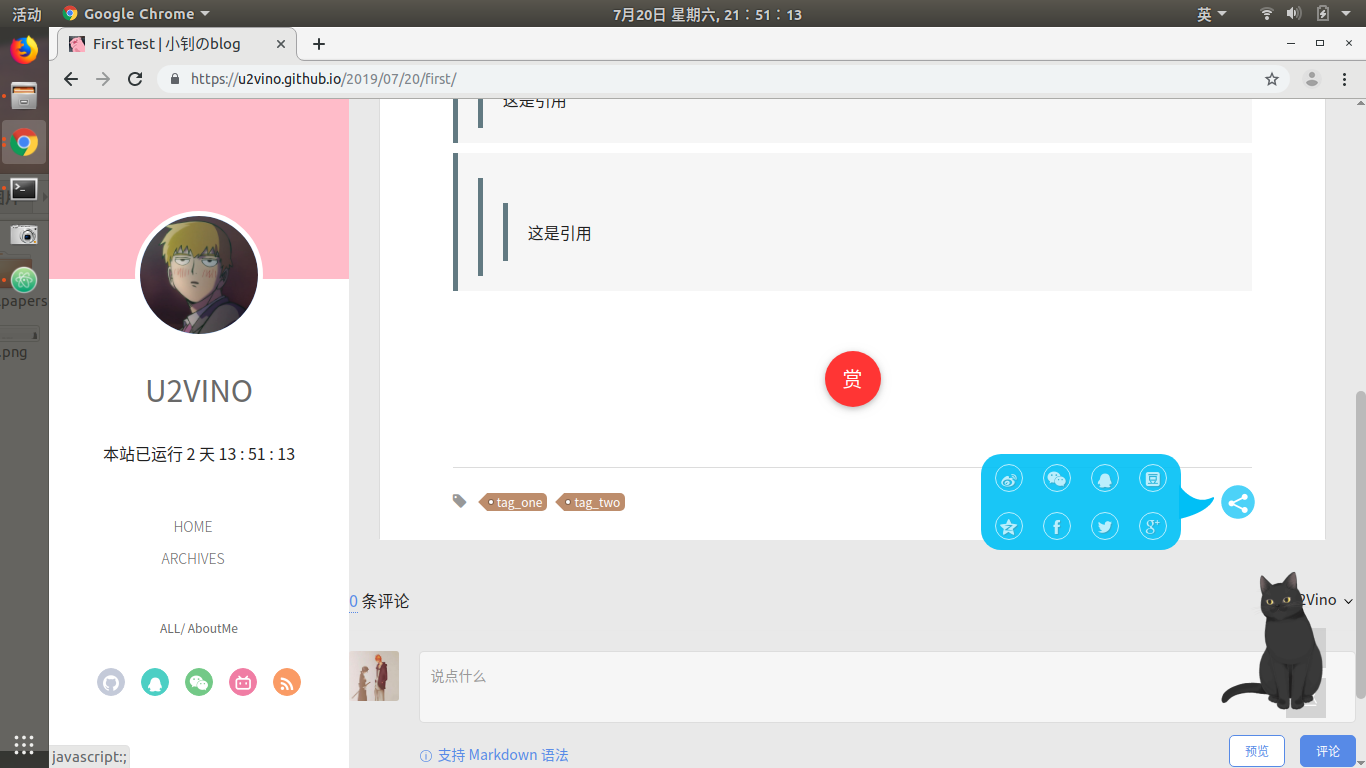 活动
Google Chrome
7月20日 星期六, 21:51:13
英
First Test | 小钊のblog
https://u2vino.github.io/2019/07/20/first/
这是引用
这是引用
赏
U2VINO
本站已运行 2 天 13 : 51 : 13
tag_one
tag_two
HOME
ARCHIVES
0 条评论
2Vino
ALL/ AboutMe
说点什么
支持 Markdown 语法
预览
评论
javascript:;
lpapers
.png